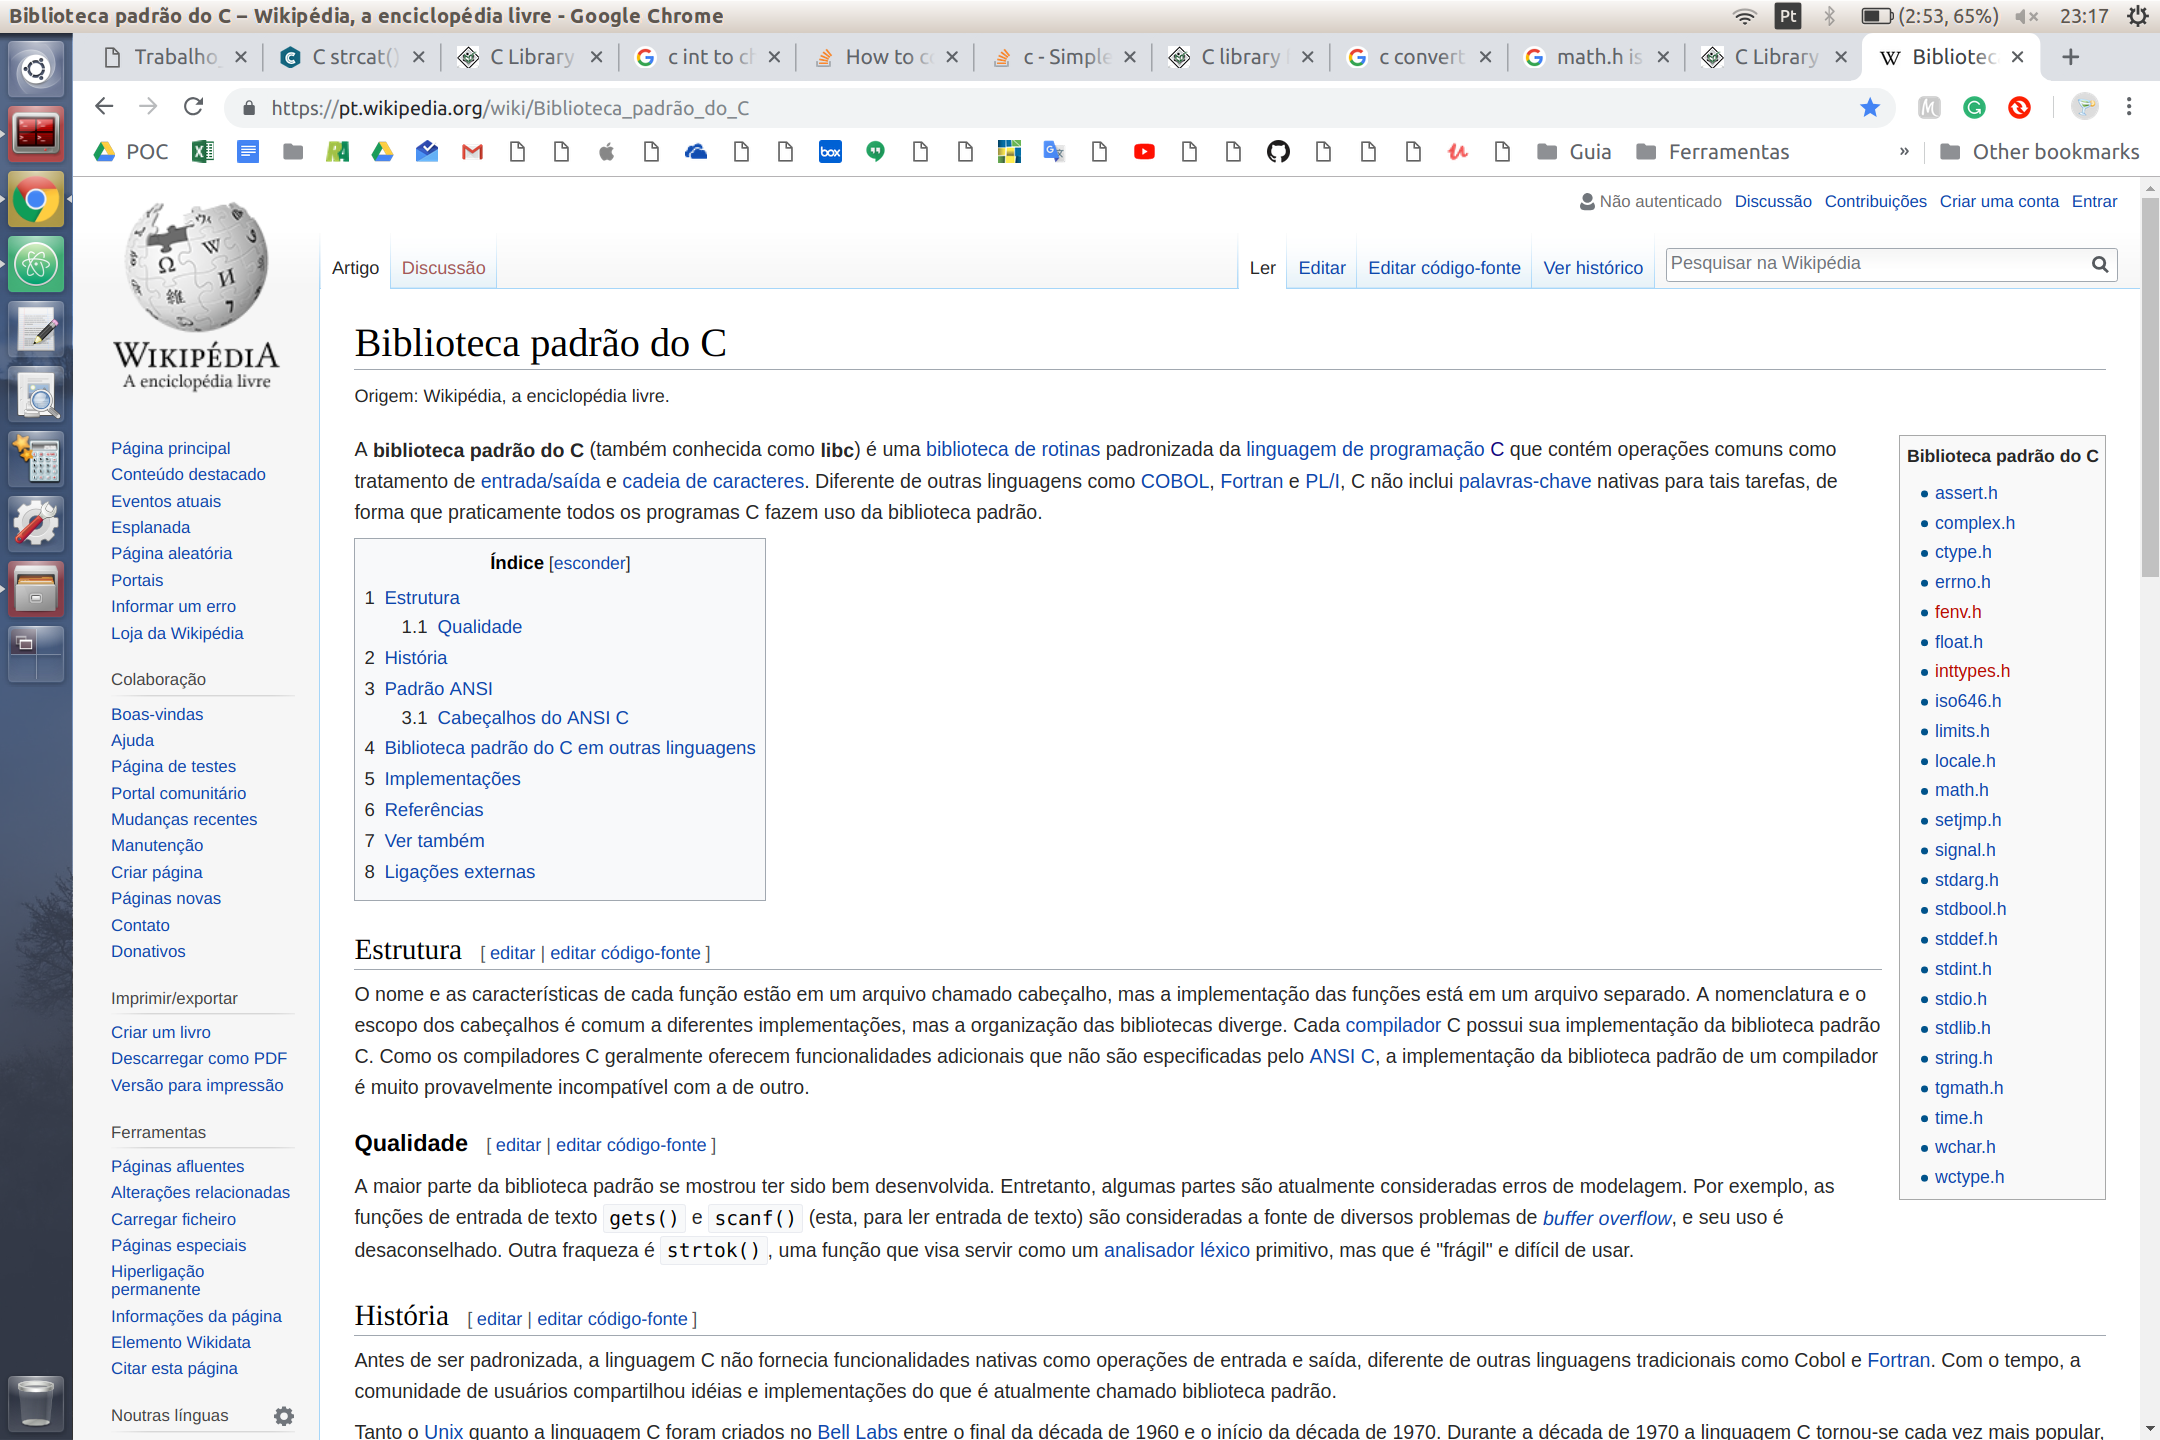 Biblioteca padrão do C – Wikipédia, a enciclopédia livre - Google Chrome
Pt
(2:53, 65%)
23:17
Trabalho
C strcat()
C Library
c int to ch
How to co
c - Simple
C library
c convert
math.h is
C Library
Bibliotec
https://pt.wikipedia.org/wiki/Biblioteca_padrão_do_C
POC
box
Guia
Ferramentas
»
Other bookmarks
WIKIPÉDIA
A enciclopédia livre
Não autenticado Discussão Contribuições Criar uma conta Entrar
Artigo Discussão
Ler Editar Editar código-fonte Ver histórico
Pesquisar na Wikipédia
Página principal
Conteúdo destacado
Eventos atuais
Esplanada
Página aleatória
Portais
Informar um erro
Loja da Wikipédia
Colaboração
Boas-vindas
Ajuda
Página de testes
Portal comunitário
Mudanças recentes
Manutenção
Criar página
Páginas novas
Contato
Donativos
Imprimir/exportar
Criar um livro
Descarregar como PDF
Versão para impressão
Ferramentas
Páginas afluentes
Alterações relacionadas
Carregar ficheiro
Páginas especiais
Hiperligação
permanente
Informações da página
Elemento Wikidata
Citar esta página
Noutras línguas
Biblioteca padrão do C
Origem: Wikipédia, a enciclopédia livre.
A biblioteca padrão do C (também conhecida como libc) é uma biblioteca de rotinas padronizada da linguagem de programação C que contém operações comuns como
tratamento de entrada/saída e cadeia de caracteres. Diferente de outras linguagens como COBOL, Fortran e PL/I, C não inclui palavras-chave nativas para tais tarefas, de
forma que praticamente todos os programas C fazem uso da biblioteca padrão.
Índice [esconder]
1 Estrutura
1.1 Qualidade
2 História
3 Padrão ANSI
3.1 Cabeçalhos do ANSI C
4 Biblioteca padrão do C em outras linguagens
5 Implementações
6 Referências
7 Ver também
8 Ligações externas
Biblioteca padrão do C
assert.h
complex.h
ctype.h
errno.h
fenv.h
float.h
inttypes.h
iso646.h
limits.h
locale.h
math.h
setjmp.h
signal.h
stdarg.h
stdbool.h
stddef.h
stdint.h
stdio.h
stdlib.h
string.h
tgmath.h
time.h
wchar.h
wctype.h
Estrutura [ editar | editar código-fonte ]
O nome e as características de cada função estão em um arquivo chamado cabeçalho, mas a implementação das funções está em um arquivo separado. A nomenclatura e o
escopo dos cabeçalhos é comum a diferentes implementações, mas a organização das bibliotecas diverge. Cada compilador C possui sua implementação da biblioteca padrão
C. Como os compiladores C geralmente oferecem funcionalidades adicionais que não são especificadas pelo ANSI C, a implementação da biblioteca padrão de um compilador
é muito provavelmente incompatível com a de outro.
Qualidade [ editar | editar código-fonte ]
A maior parte da biblioteca padrão se mostrou ter sido bem desenvolvida. Entretanto, algumas partes são atualmente consideradas erros de modelagem. Por exemplo, as
funções de entrada de texto gets() e scanf() (esta, para ler entrada de texto) são consideradas a fonte de diversos problemas de buffer overflow, e seu uso é
desaconselhado. Outra fraqueza é strtok(), uma função que visa servir como um analisador léxico primitivo, mas que é "frágil" e difícil de usar.
História [ editar | editar código-fonte ]
Antes de ser padronizada, a linguagem C não fornecia funcionalidades nativas como operações de entrada e saída, diferente de outras linguagens tradicionais como Cobol e Fortran. Com o tempo, a
comunidade de usuários compartilhou idéias e implementações do que é atualmente chamado biblioteca padrão.
Tanto o Unix quanto a linguagem C foram criados no Bell Labs entre o final da década de 1960 e o início da década de 1970. Durante a década de 1970 a linguagem C tornou-se cada vez mais popular,